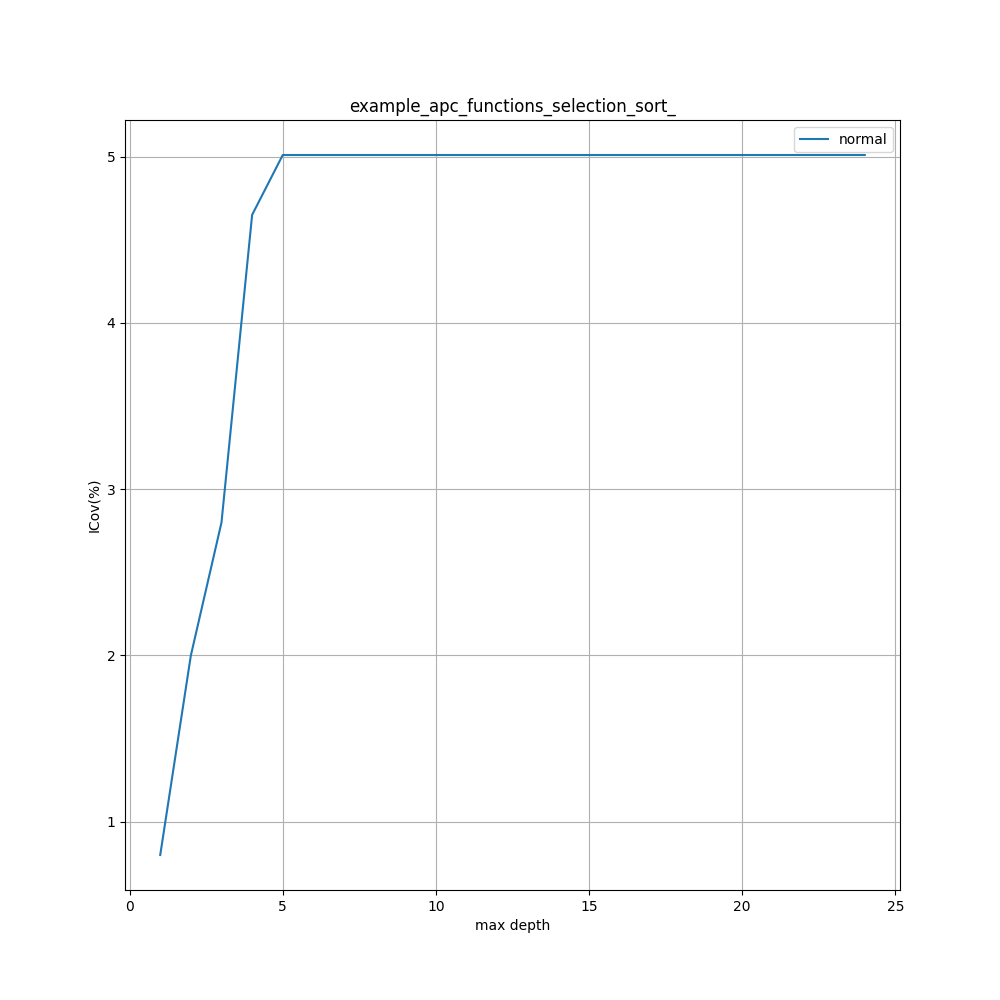 example_apc_functions_selection_sort_
normal
5
4
3
2
1
ICov(%)
0 5 10 15 20 25
max depth